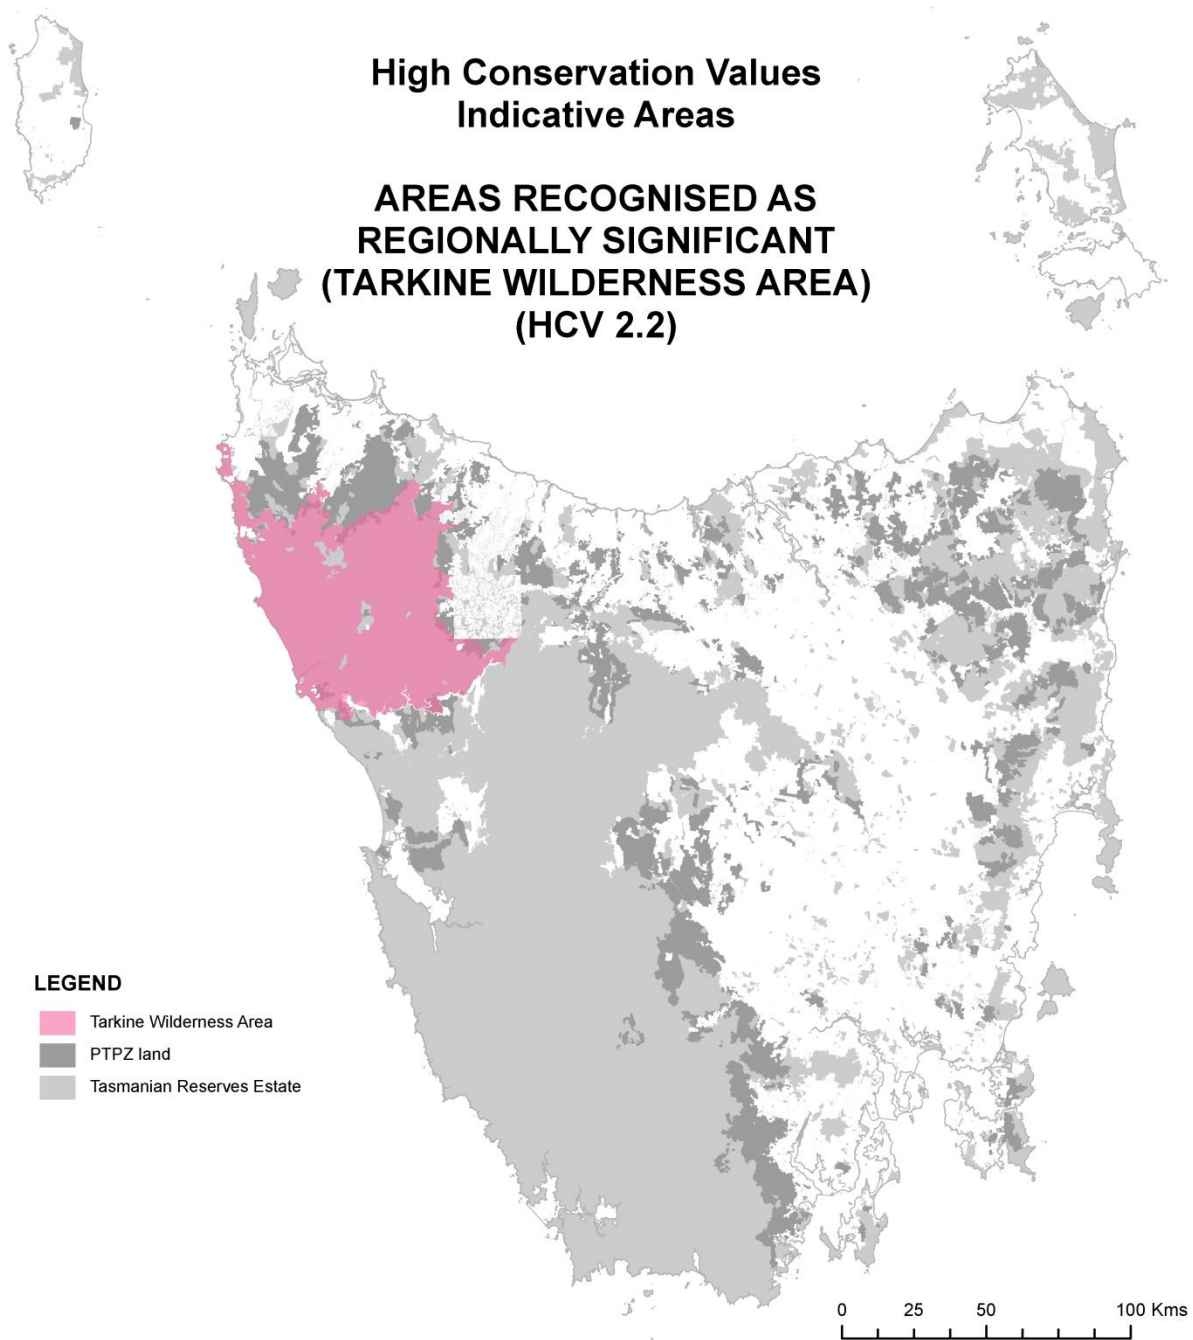 High Conservation Values
Indicative Areas
AREAS RECOGNISED AS
REGIONALLY SIGNIFICANT
(TARKINE WILDERNESS AREA)
(HCV 2.2)
LEGEND
Tarkine Wilderness Area
PTPZ land
Tasmanian Reserves Estate
0 25 50 100 Kms